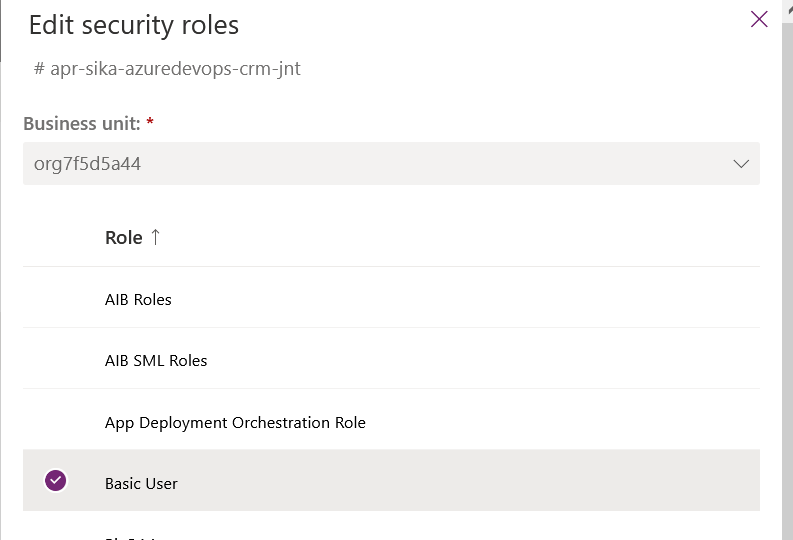 Edit security roles
# apr-sika-azuredevops-crm-jnt
Business unit: *
org7f5d5a44
Role ↑
AIB Roles
AIB SML Roles
App Deployment Orchestration Role
Basic User